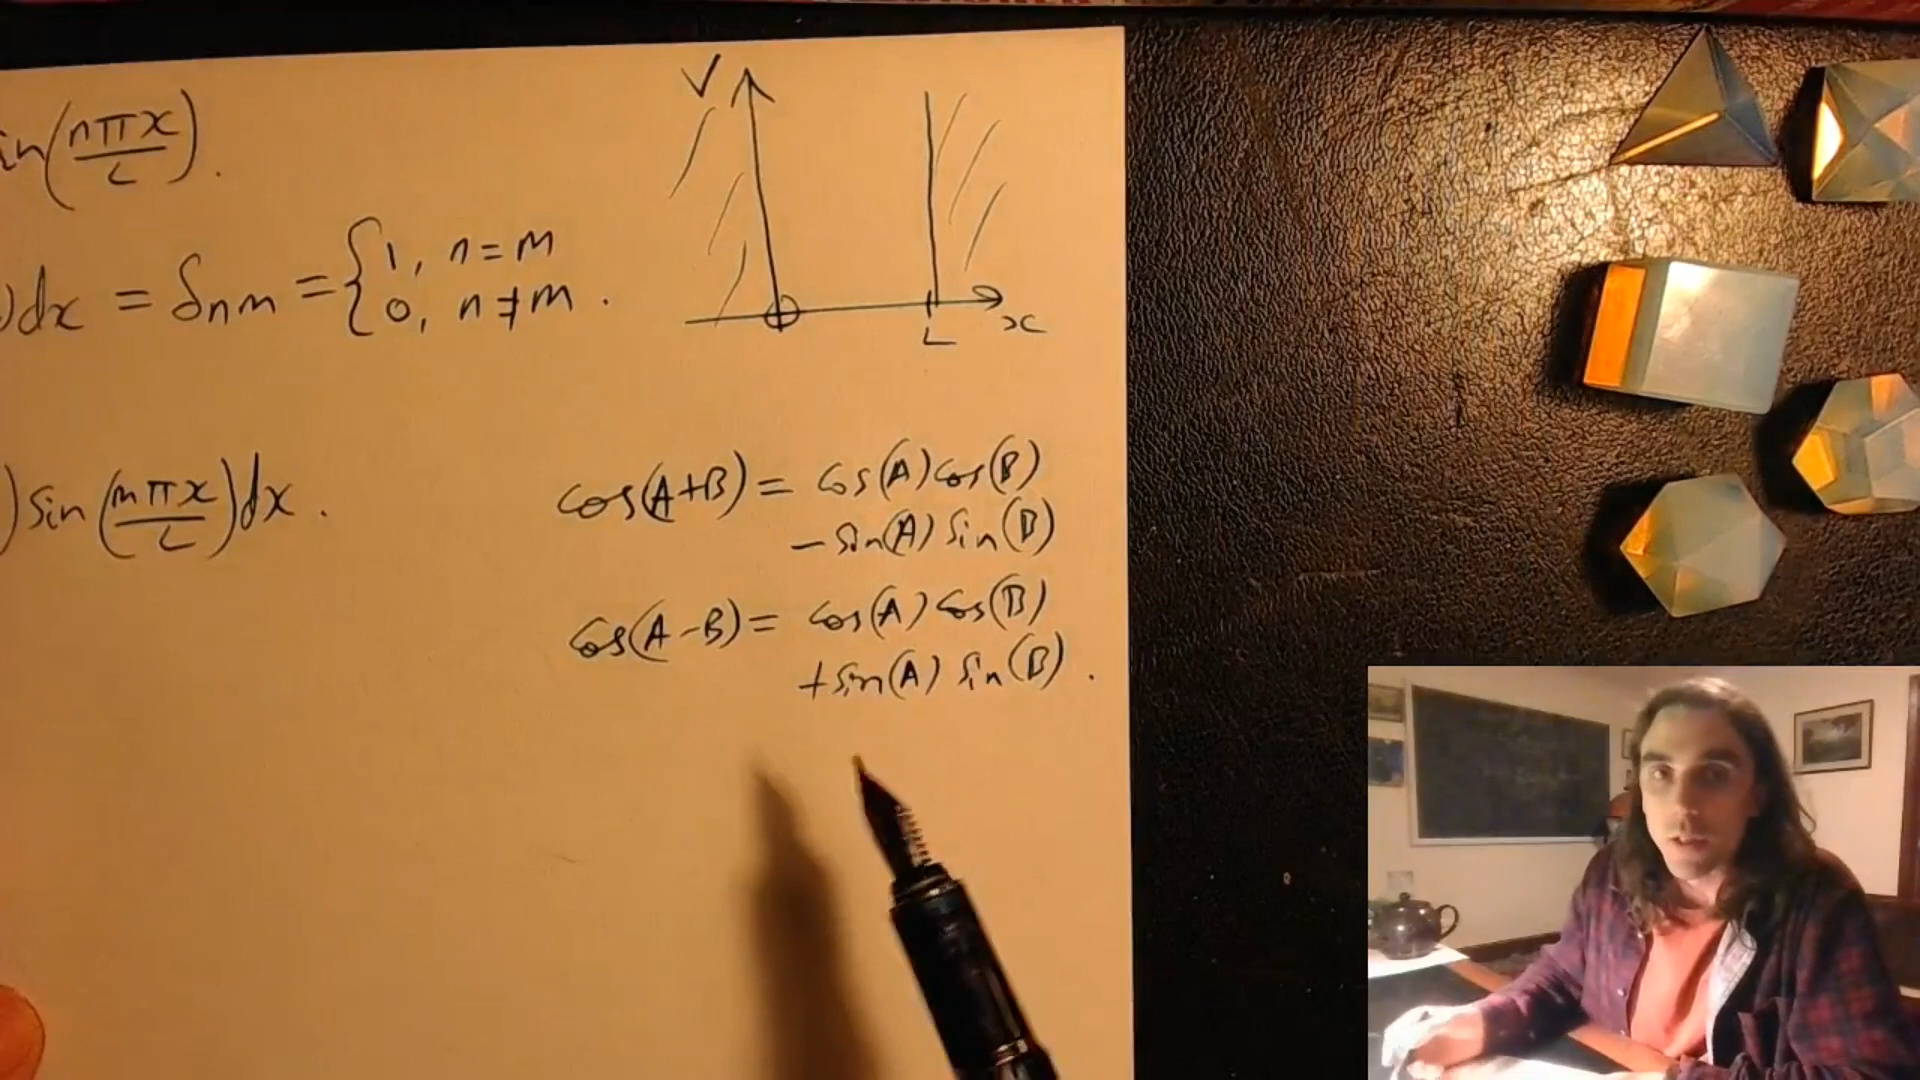 in(nπx/L).
V
)dx = δnm = { 1, n = m
0, n ≠ m .
L x
) sin(mπx/L)dx .
cos(A+B) = cos(A)cos(B)
- sin(A) sin(B)
cos(A-B) = cos(A) cos(B)
+ sin(A) sin(B) .